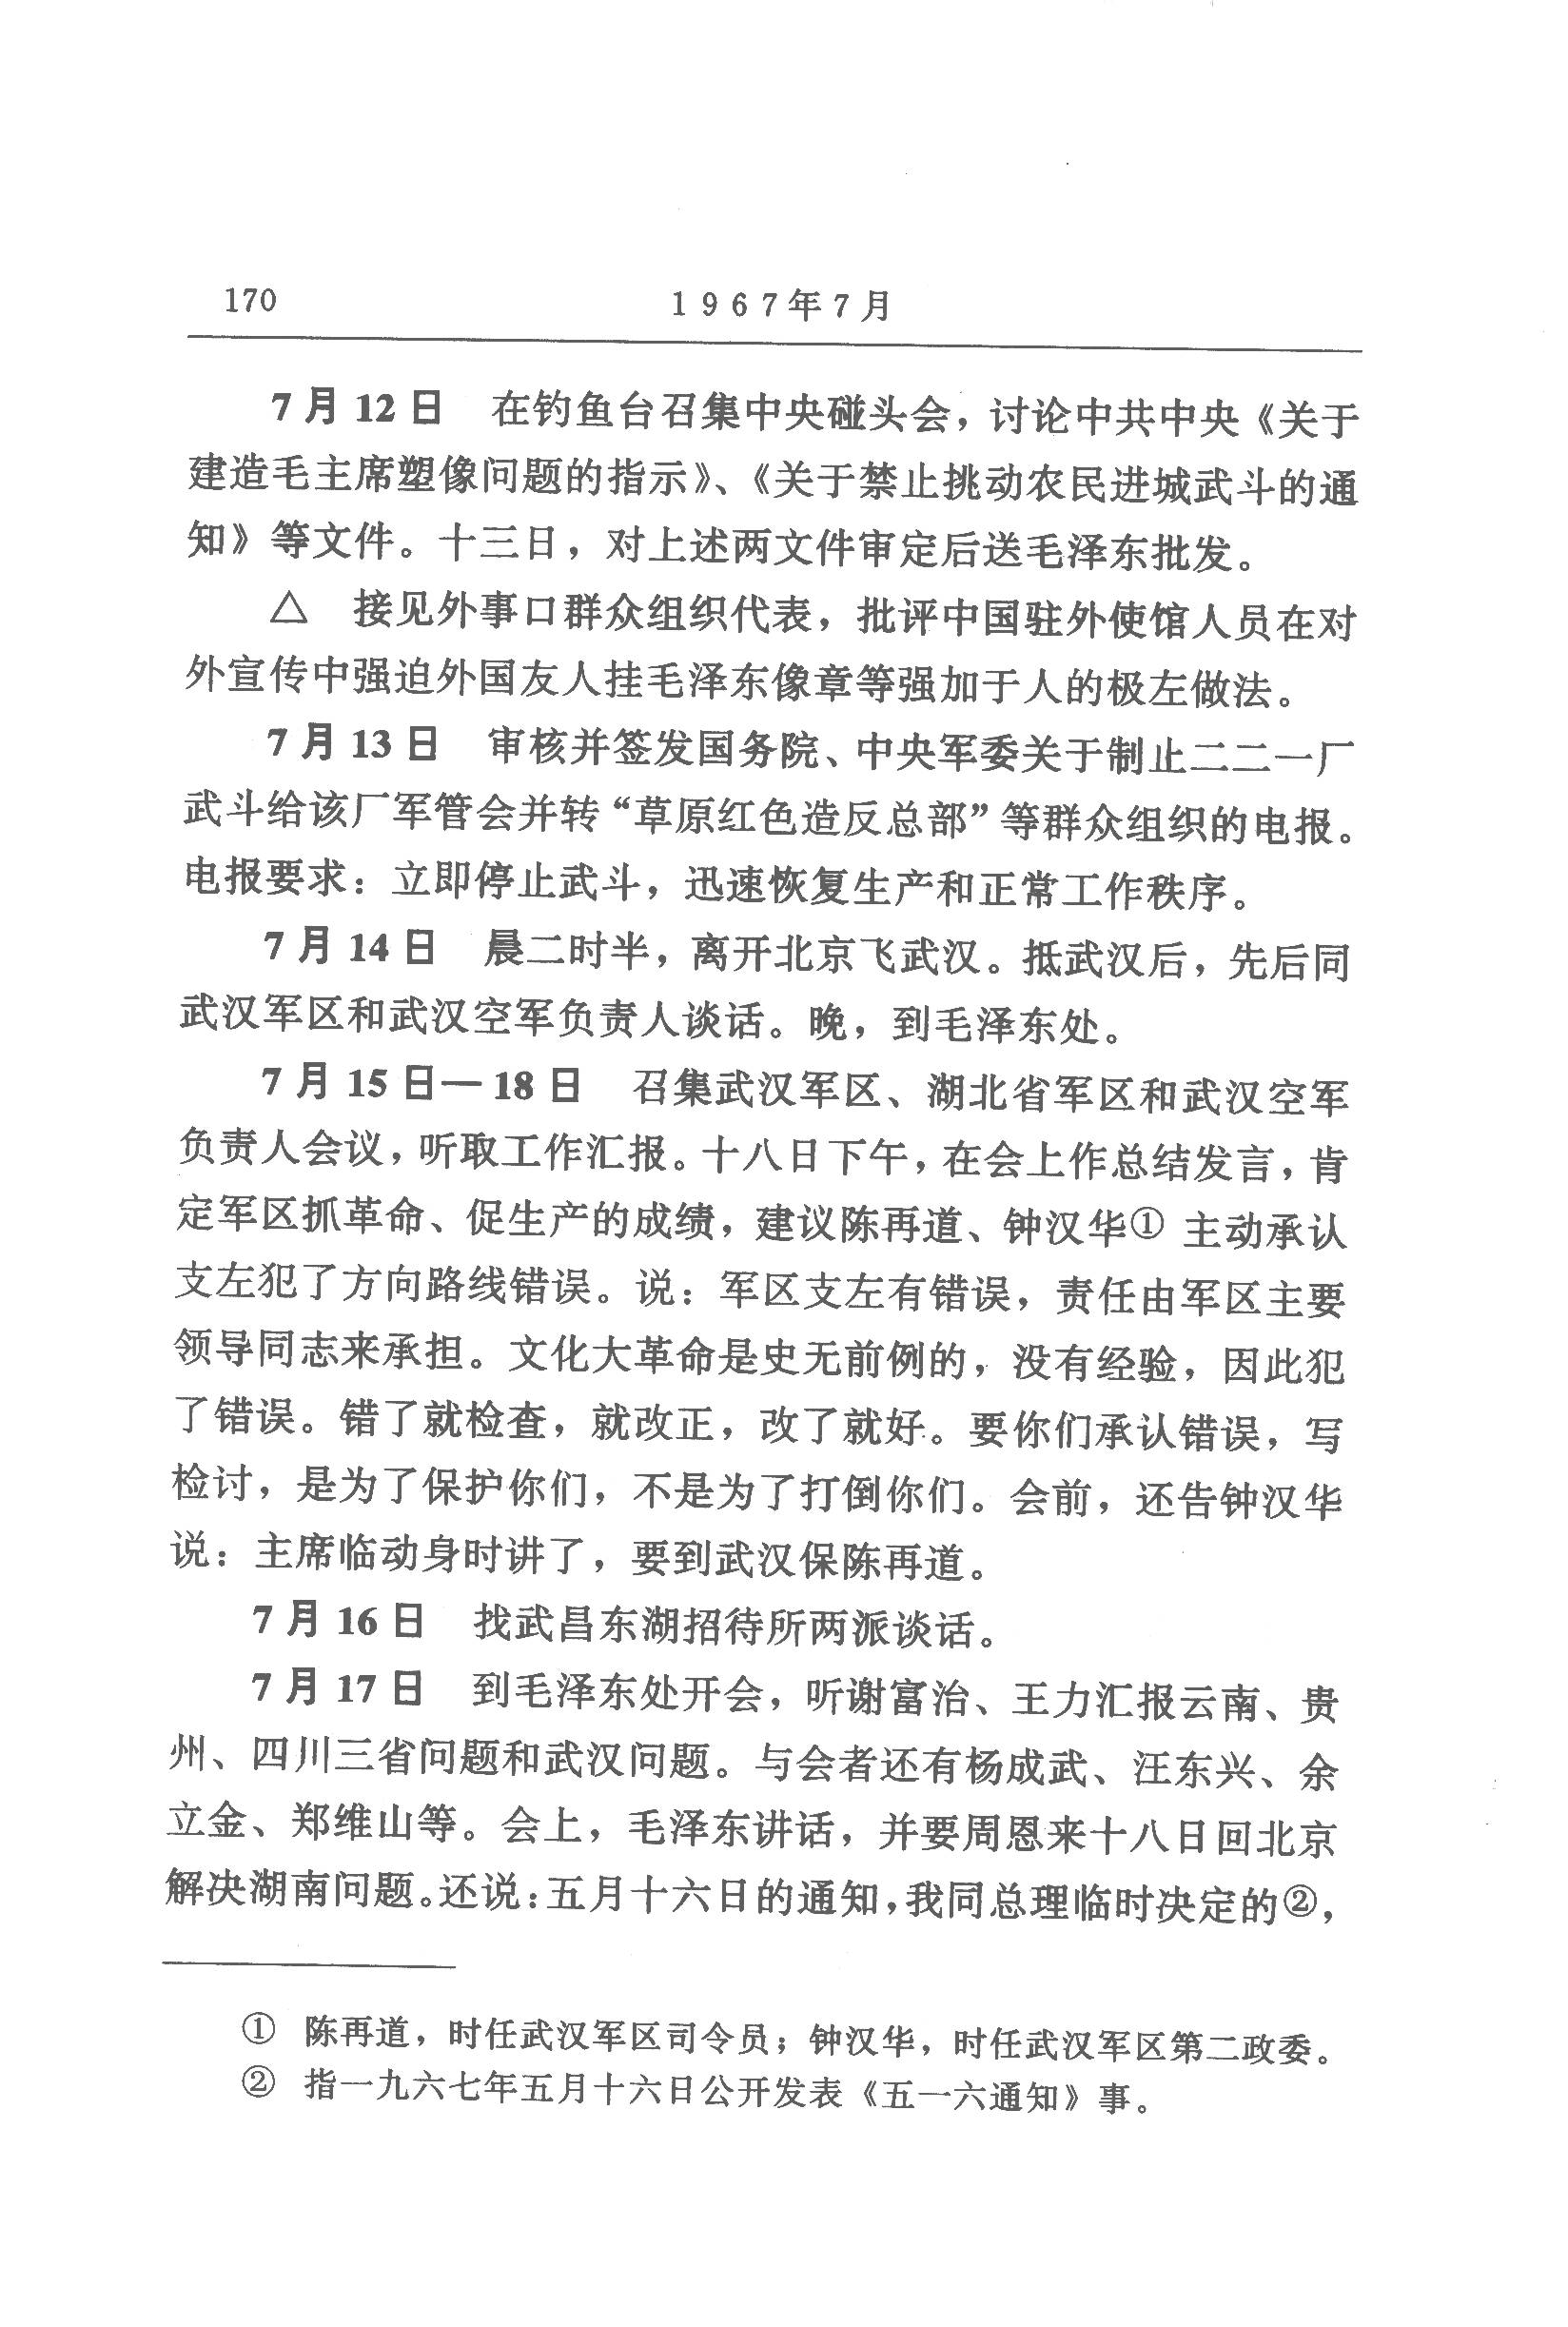 170
1967年7月
7月12日 在钓鱼台召集中央碰头会，讨论中共中央《关于
建造毛主席塑像问题的指示》、《关于禁止挑动农民进城武斗的通
知》等文件。十三日，对上述两文件审定后送毛泽东批发。
△ 接见外事口群众组织代表，批评中国驻外使馆人员在对
外宣传中强迫外国友人挂毛泽东像章等强加于人的极左做法。
7月13日 审核并签发国务院、中央军委关于制止二二一厂
武斗给该厂军管会并转“草原红色造反总部”等群众组织的电报。
电报要求：立即停止武斗，迅速恢复生产和正常工作秩序。
7月14日 晨二时半，离开北京飞武汉。抵武汉后，先后同
武汉军区和武汉空军负责人谈话。晚，到毛泽东处。
7月15日—18日 召集武汉军区、湖北省军区和武汉空军
负责人会议，听取工作汇报。十八日下午，在会上作总结发言，肯
定军区抓革命、促生产的成绩，建议陈再道、钟汉华① 主动承认
支左犯了方向路线错误。说：军区支左有错误，责任由军区主要
领导同志来承担。文化大革命是史无前例的，没有经验，因此犯
了错误。错了就检查，就改正，改了就好。要你们承认错误，写
检讨，是为了保护你们，不是为了打倒你们。会前，还告钟汉华
说：主席临动身时讲了，要到武汉保陈再道。
7月16日 找武昌东湖招待所两派谈话。
7月17日 到毛泽东处开会，听谢富治、王力汇报云南、贵
州、四川三省问题和武汉问题。与会者还有杨成武、汪东兴、余
立金、郑维山等。会上，毛泽东讲话，并要周恩来十八日回北京
解决湖南问题。还说：五月十六日的通知，我同总理临时决定的②，
① 陈再道，时任武汉军区司令员；钟汉华，时任武汉军区第二政委。
② 指一九六七年五月十六日公开发表《五一六通知》事。